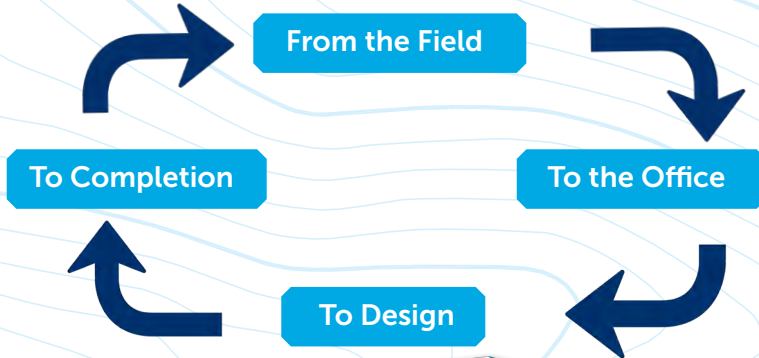 From the Field
To the Office
To Design
To Completion